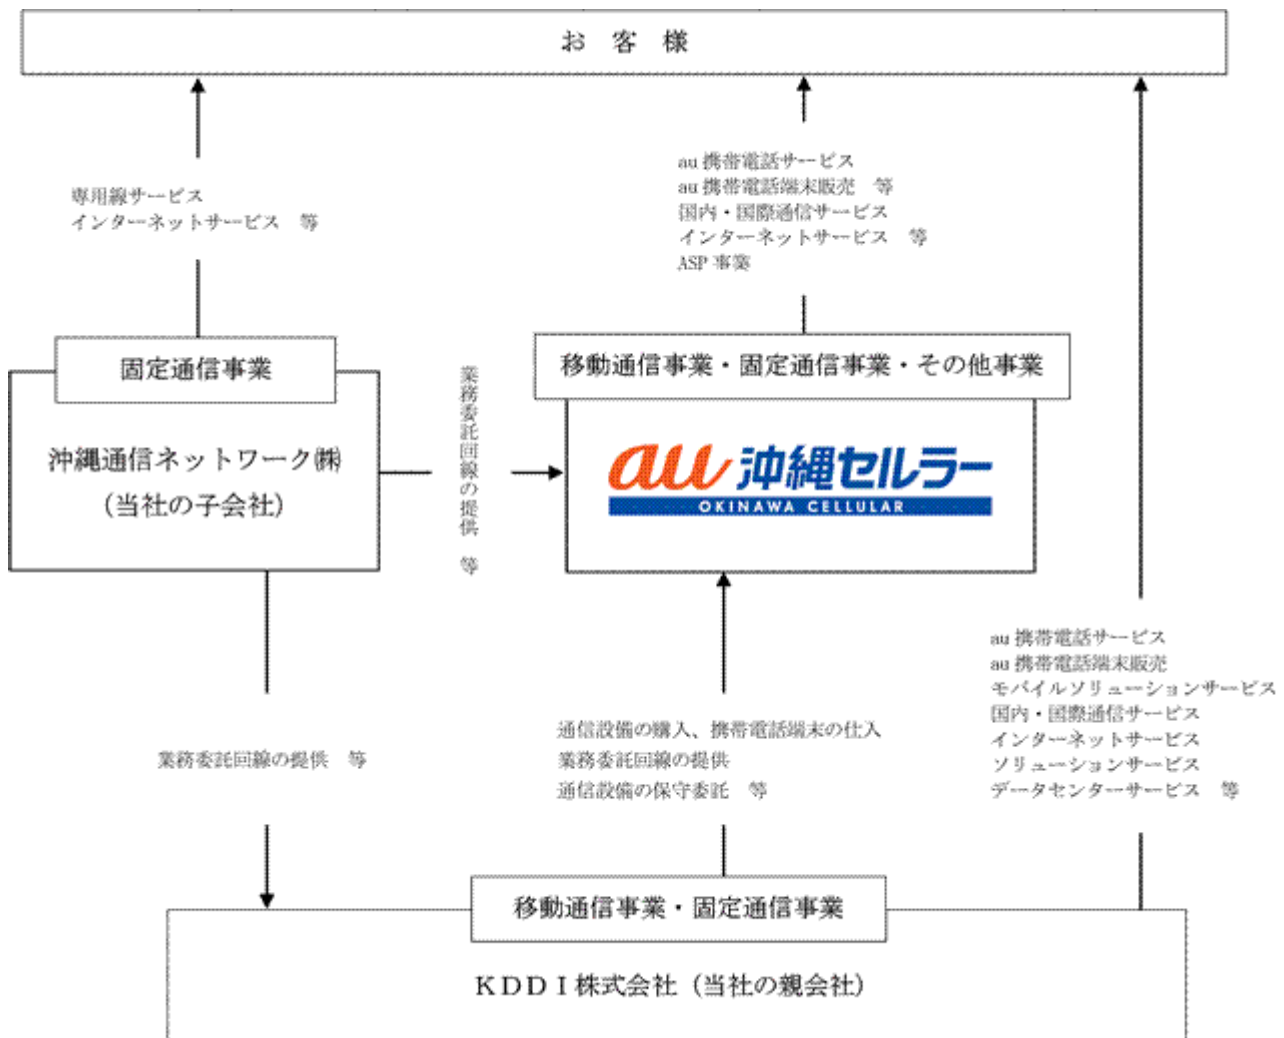 お 客 様
専用線サービス
インターネットサービス 等
au 携帯電話サービス
au 携帯電話端末販売 等
国内・国際通信サービス
インターネットサービス 等
ASP 事業
固定通信事業
沖縄通信ネットワーク㈱
(当社の子会社)
業務委託回線の提供 等
移動通信事業・固定通信事業・その他事業
au 沖縄セルラー
OKINAWA CELLULAR
業務委託回線の提供 等
通信設備の購入、携帯電話端末の仕入
業務委託回線の提供
通信設備の保守委託 等
au 携帯電話サービス
au 携帯電話端末販売
モバイルソリューションサービス
国内・国際通信サービス
インターネットサービス
ソリューションサービス
データセンターサービス 等
移動通信事業・固定通信事業
KDDI株式会社(当社の親会社)